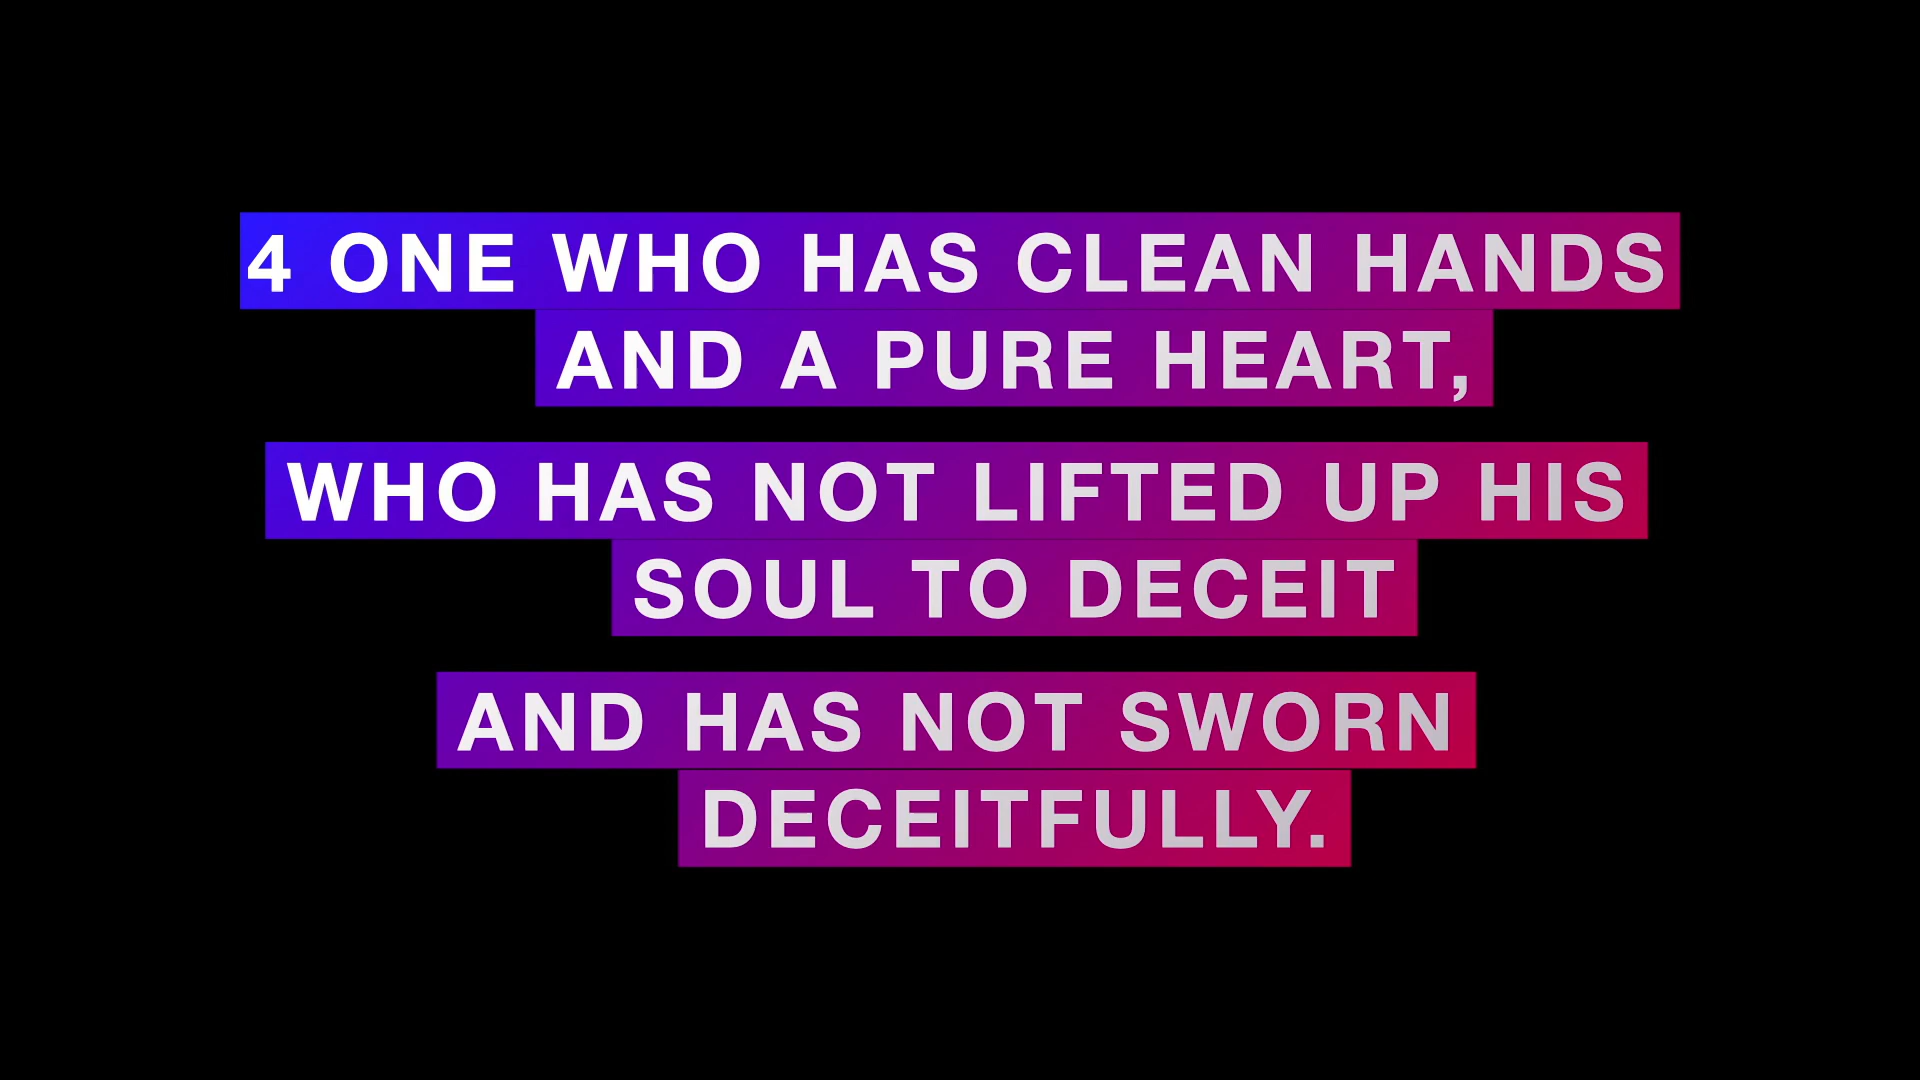 4 ONE WHO HAS CLEAN HANDS
AND A PURE HEART,
WHO HAS NOT LIFTED UP HIS
SOUL TO DECEIT
AND HAS NOT SWORN
DECEITFULLY.